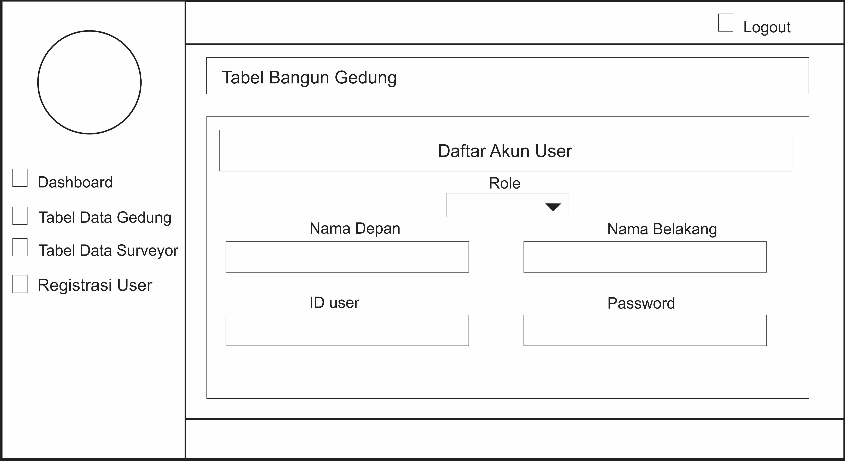 Logout
Dashboard
Tabel Data Gedung
Tabel Data Surveyor
Registrasi User
Tabel Bangun Gedung
Daftar Akun User
Role
Nama Depan
Nama Belakang
ID user
Password